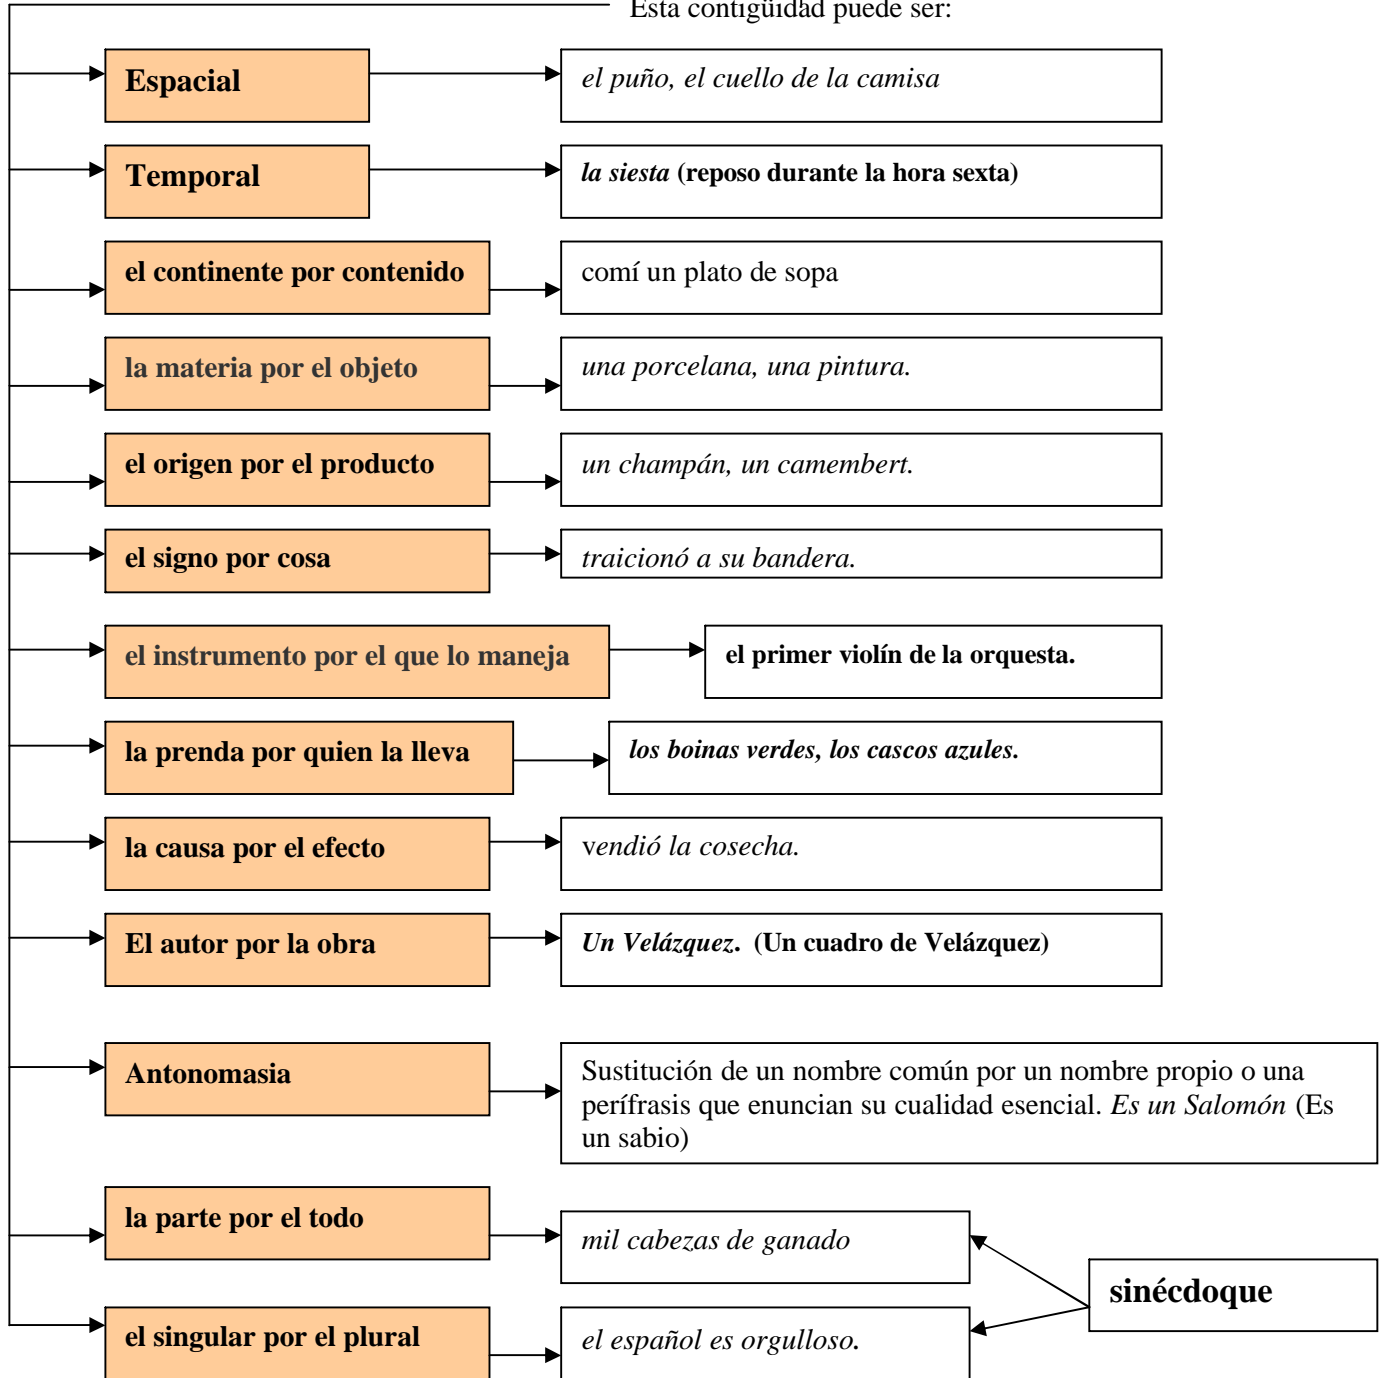 Esta contigüidad puede ser:
Espacial
el puño, el cuello de la camisa
Temporal
la siesta (reposo durante la hora sexta)
el continente por contenido
comí un plato de sopa
la materia por el objeto
una porcelana, una pintura.
el origen por el producto
un champán, un camembert.
el signo por cosa
traicionó a su bandera.
el instrumento por el que lo maneja
el primer violín de la orquesta.
la prenda por quien la lleva
los boinas verdes, los cascos azules.
la causa por el efecto
vendió la cosecha.
El autor por la obra
Un Velázquez. (Un cuadro de Velázquez)
Antonomasia
Sustitución de un nombre común por un nombre propio o una
perífrasis que enuncian su cualidad esencial. Es un Salomón (Es
un sabio)
la parte por el todo
mil cabezas de ganado
sinécdoque
el singular por el plural
el español es orgulloso.